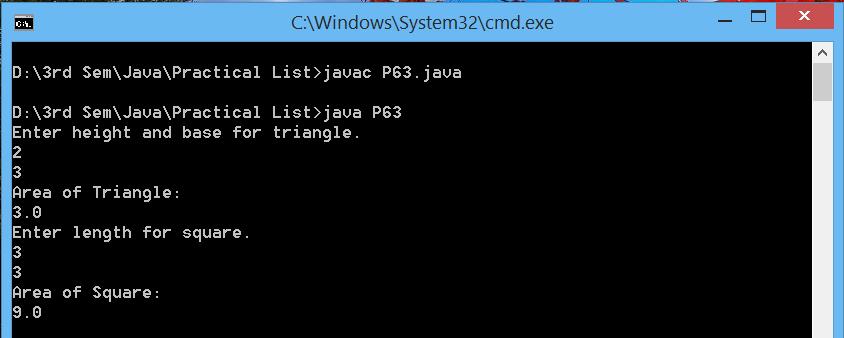 C:\Windows\System32\cmd.exe
D:\3rd Sem\Java\Practical List>javac P63.java
D:\3rd Sem\Java\Practical List>java P63
Enter height and base for triangle.
2
3
Area of Triangle:
3.0
Enter length for square.
3
3
Area of Square:
9.0